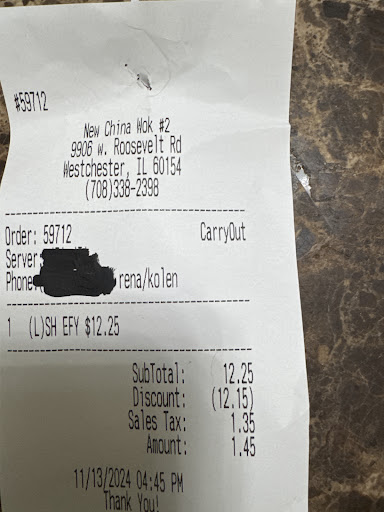 #59712
New China Wok #2
9906 w. Roosevelt Rd
Westchester, IL 60154
(708)338-2398
Order: 59712 CarryOut
Server
Phone rena/kolen
1 (L)SH EFY $12.25
SubTotal: 12.25
Discount: (12.15)
Sales Tax: 1.35
Amount: 1.45
11/13/2024 04:45 PM
Thank You!